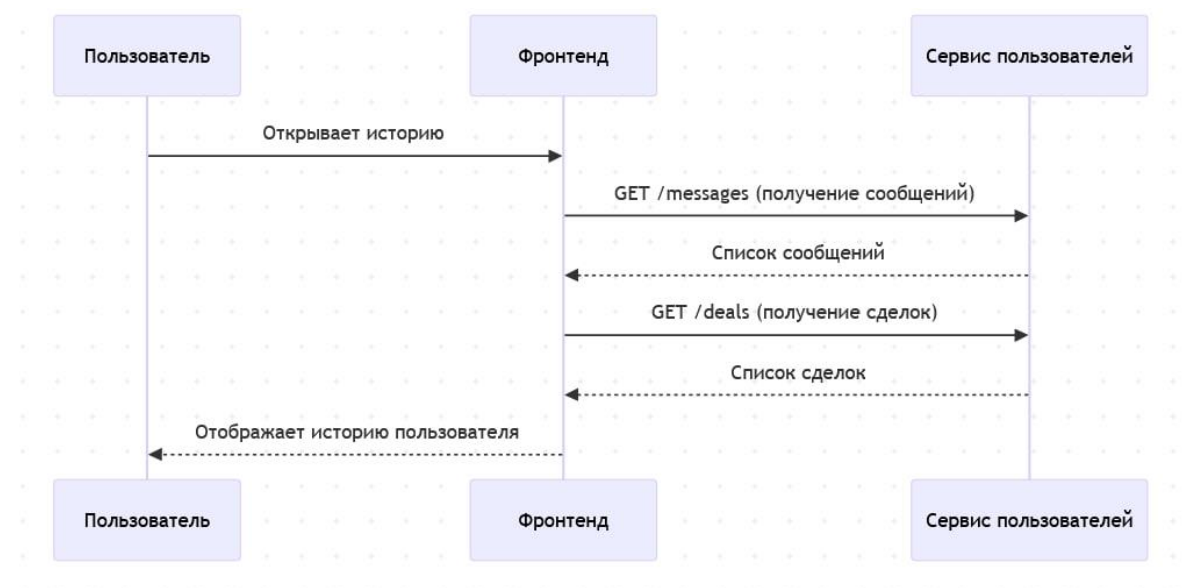 Пользователь
Фронтенд
Сервис пользователей
Открывает историю
GET /messages (получение сообщений)
Список сообщений
GET /deals (получение сделок)
Список сделок
Отображает историю пользователя
Пользователь
Фронтенд
Сервис пользователей